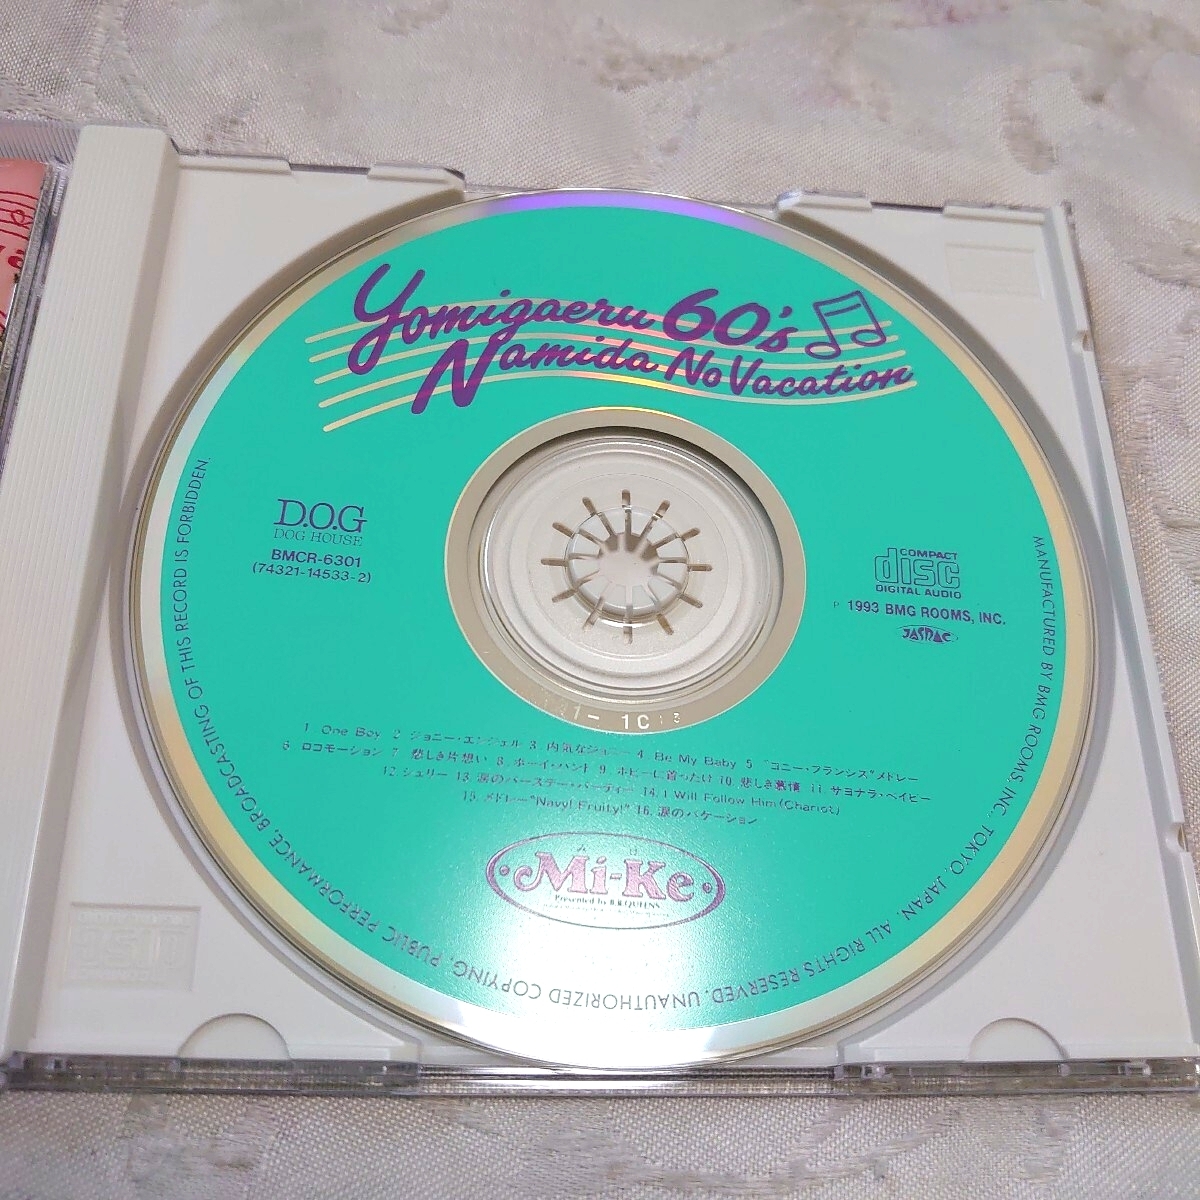 Yomigaeru 60's
Namida No Vacation
D.O.G
DOG HOUSE
BMCR-6301
(74321-14533-2)
COMPACT
disc
DIGITAL AUDIO
℗ 1993 BMG ROOMS, INC.
JASRAC
1C
1. One Boy 2. ジョニー・エンジェル 3. 内気なジョニー 4. Be My Baby 5. "コニー・フランシス"メドレー
6. ロコモーション 7. 悲しき片想い 8. ボーイ・ハント 9. ボビーに首ったけ 10. 悲しき慕情 11. サヨナラ・ベイビー
12. シェリー 13. 涙のバースデー・パーティー 14. I Will Follow Him (Chariot)
15. メドレー"Navy! Fruity!" 16. 涙のバケーション
Mi-Ke
Presented by B.B.QUEENS
MANUFACTURED BY BMG ROOMS, INC., TOKYO, JAPAN. ALL RIGHTS RESERVED. UNAUTHORIZED COPYING, PUBLIC PERFORMANCE, BROADCASTING OF THIS RECORD IS FORBIDDEN.